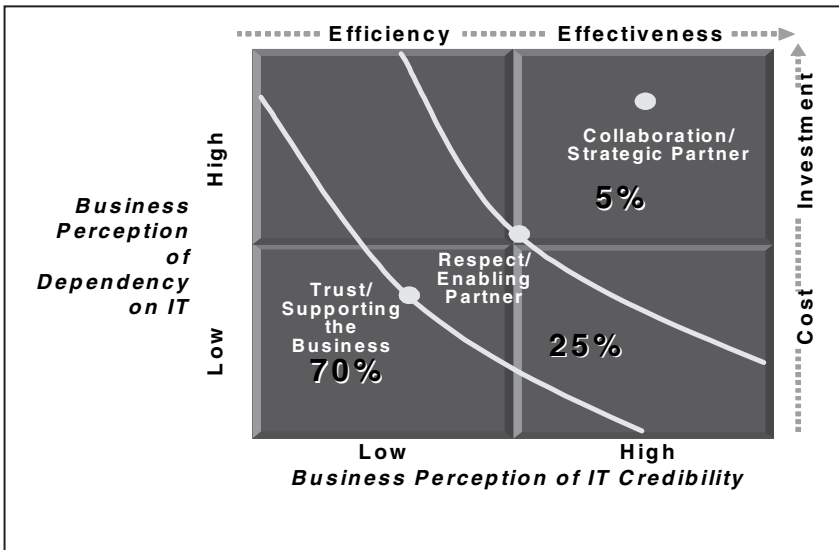 Efficiency
Effectiveness
Investment
Cost
High
Low
Business
Perception
of
Dependency
on IT
Collaboration/
Strategic Partner
5%
Respect/
Enabling
Partner
Trust/
Supporting
the
Business
70%
25%
Low
High
Business Perception of IT Credibility